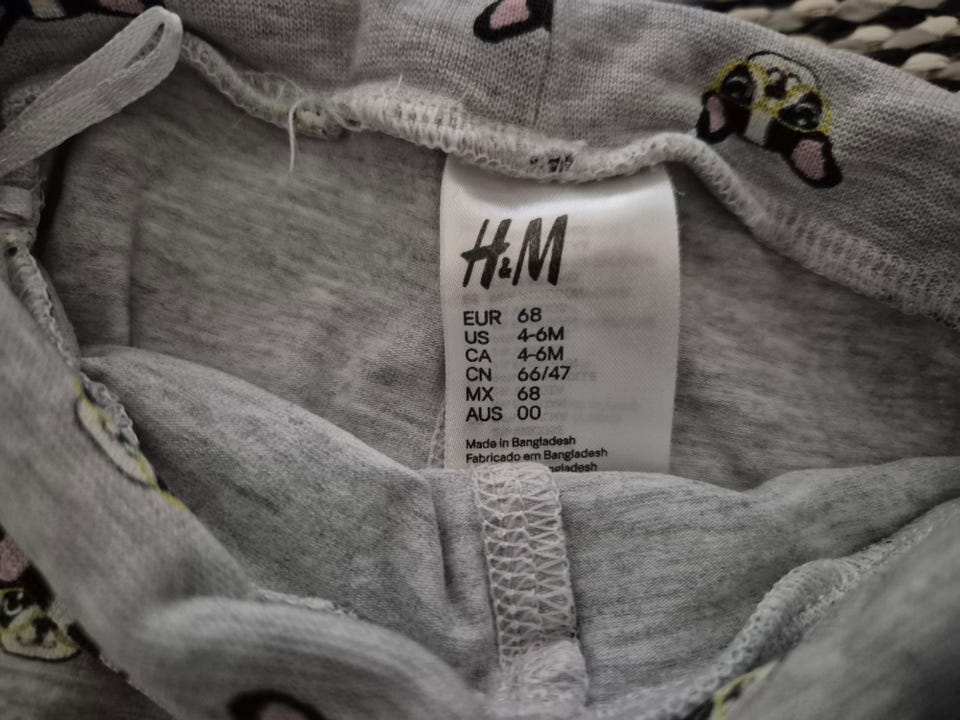 H&M
EUR 68
US 4-6M
CA 4-6M
CN 66/47
MX 68
AUS 00
Made in Bangladesh
Fabricado em Bangladesh
ngladesh